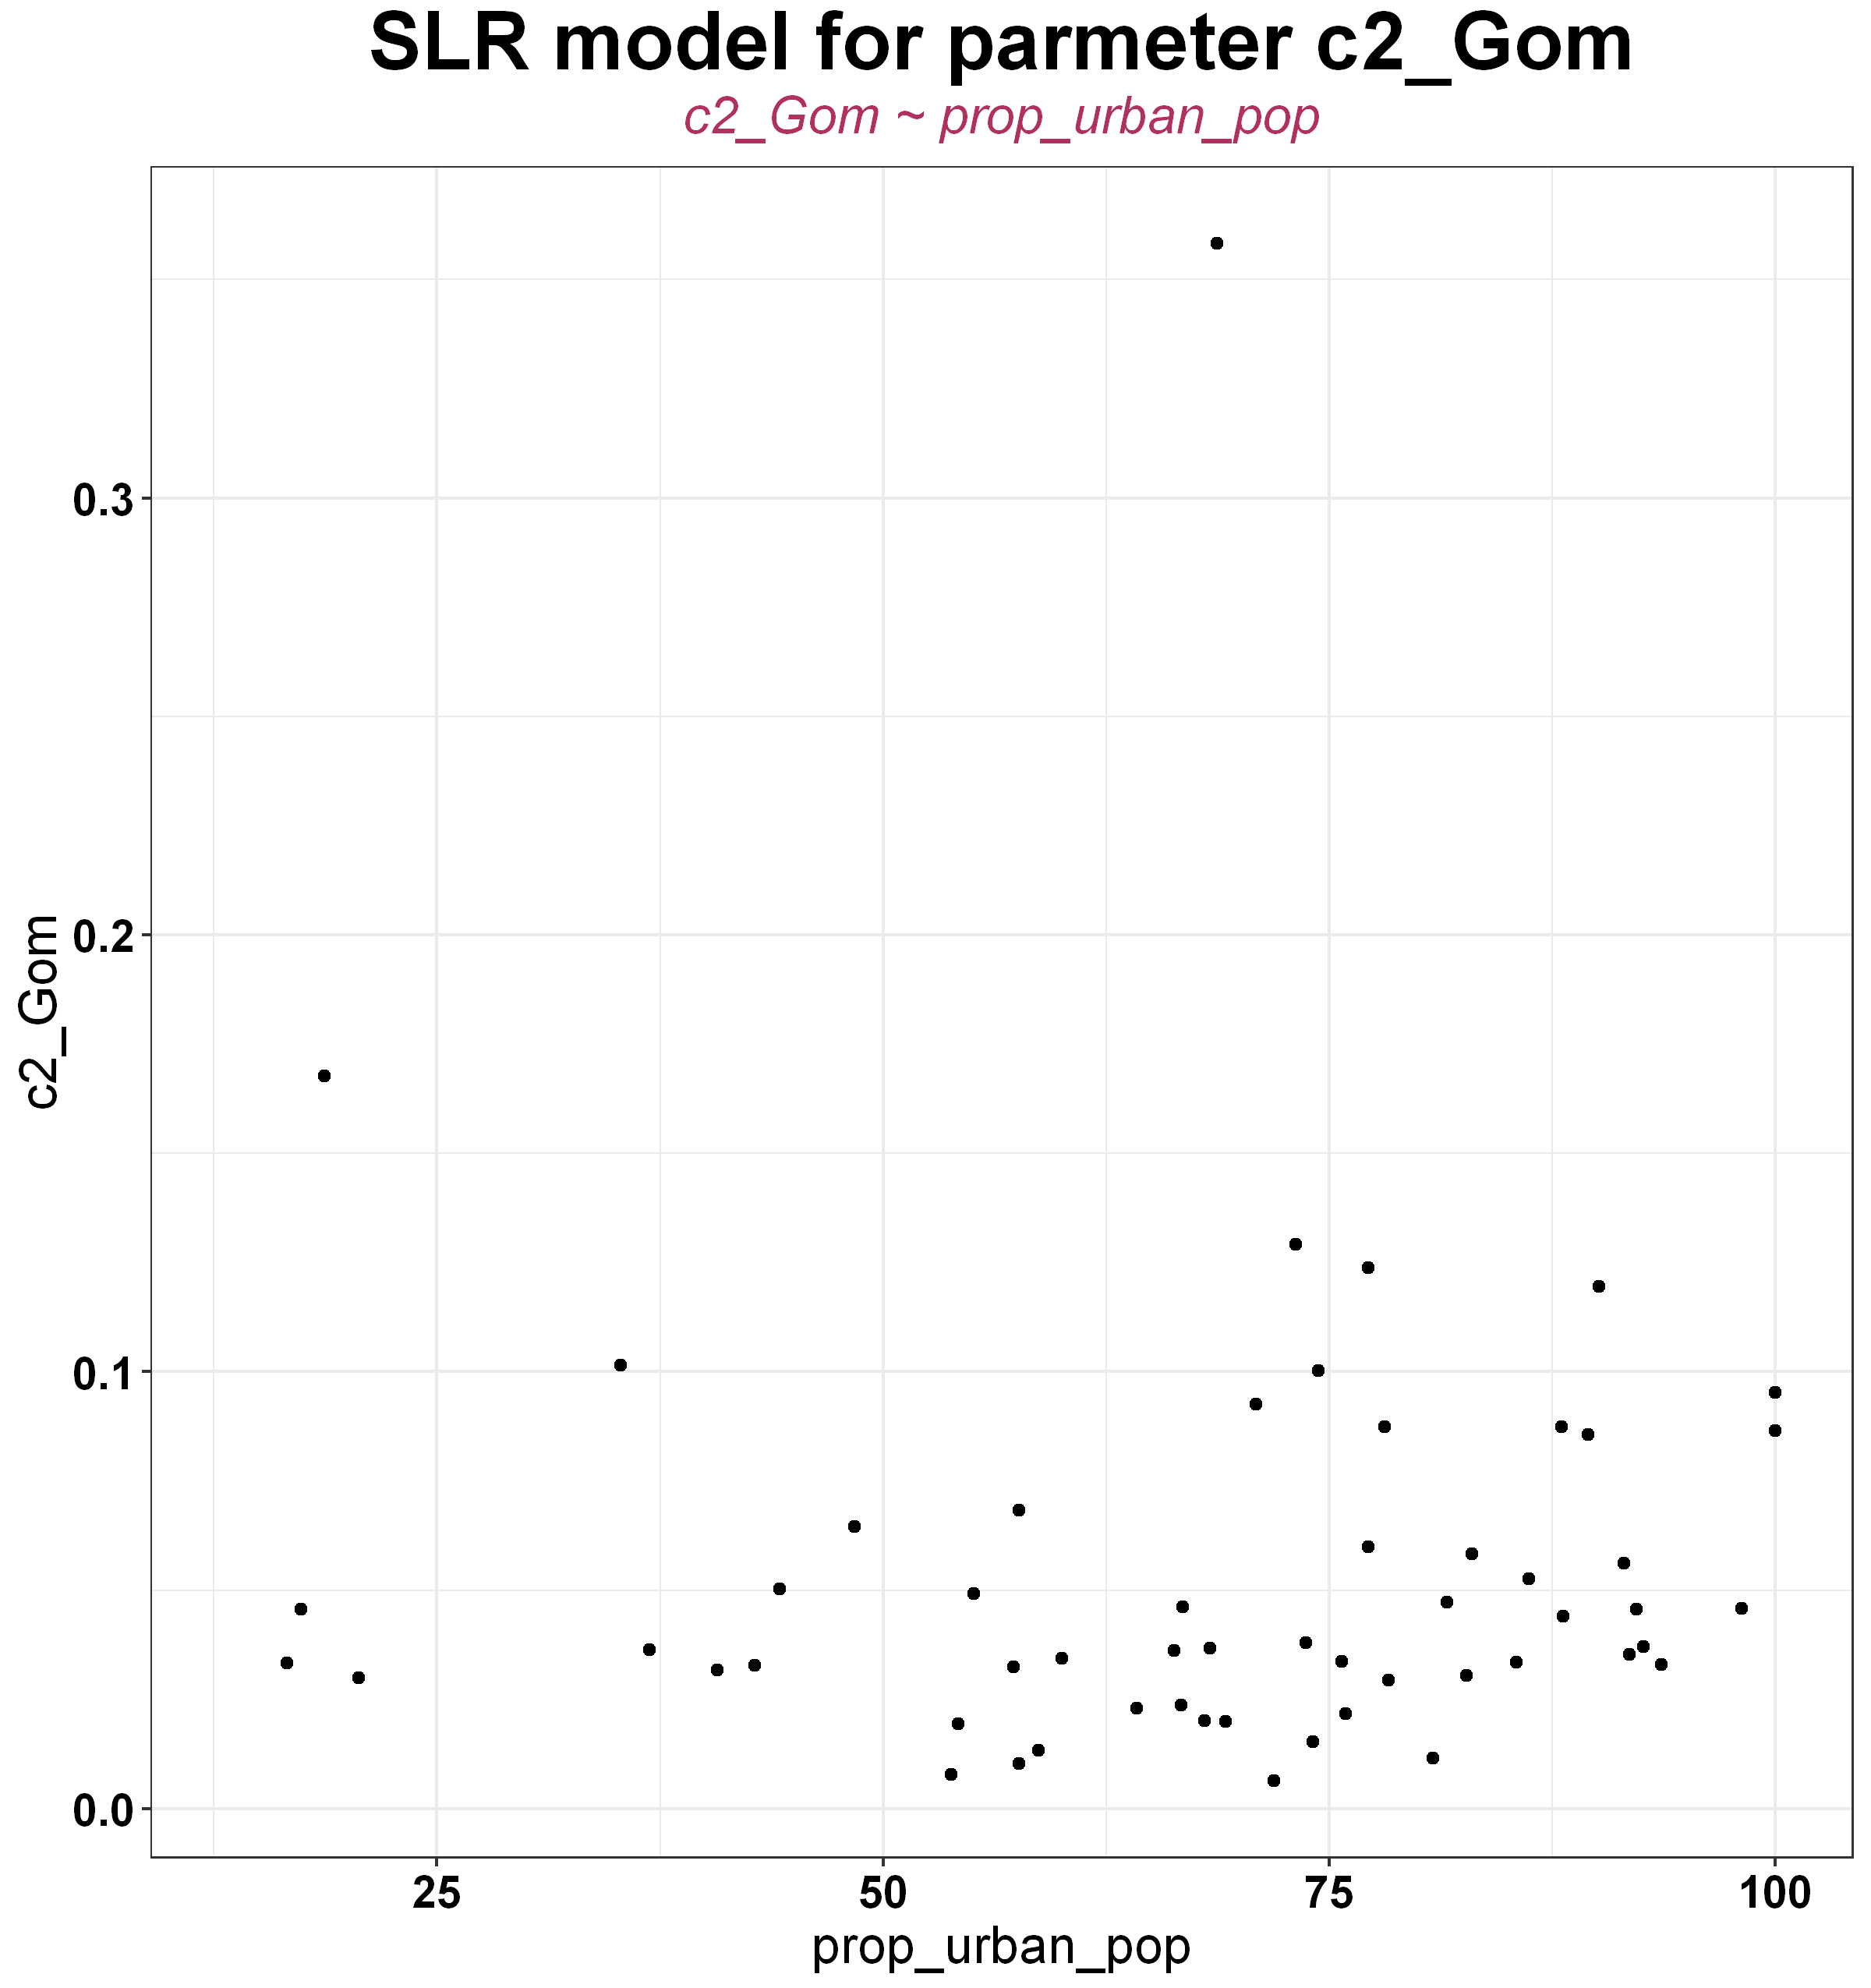 SLR model for parmeter c2_Gom
c2_Gom ~ prop_urban_pop
0.3
0.2
0.1
0.0
c2_Gom
25 50 75 100
prop_urban_pop